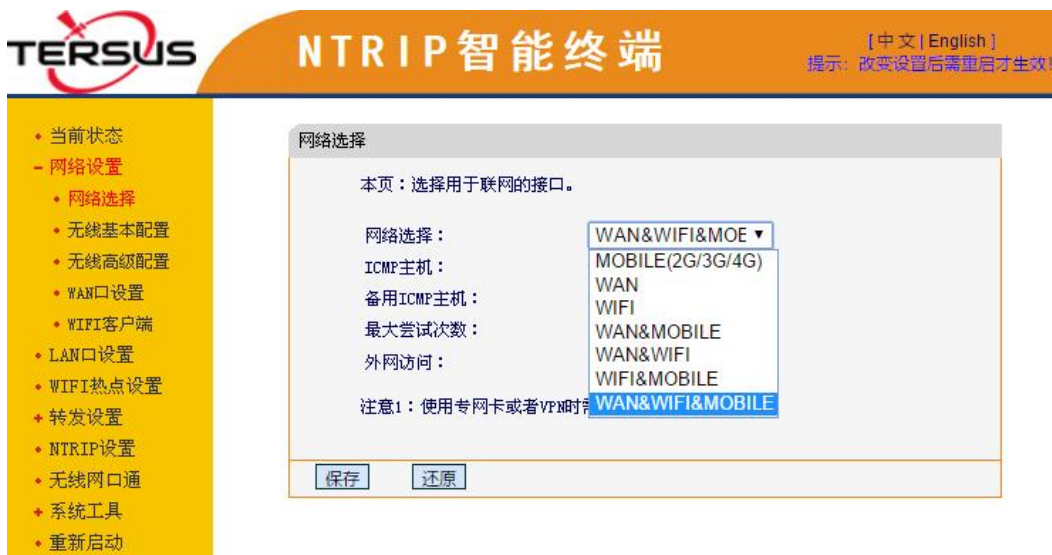 TERSUS
NTRIP智能终端
[中文|English]
提示：改变设置后需重启才生效!
当前状态
网络设置
网络选择
无线基本配置
无线高级配置
WAN口设置
WIFI客户端
LAN口设置
WIFI热点设置
转发设置
NTRIP设置
无线网口通
系统工具
重新启动
网络选择
本页：选择用于联网的接口。
网络选择：
WAN&WIFI&MOE
ICMP主机：
备用ICMP主机：
最大尝试次数：
外网访问：
MOBILE(2G/3G/4G)
WAN
WIFI
WAN&MOBILE
WAN&WIFI
WIFI&MOBILE
WAN&WIFI&MOBILE
注意1：使用专网卡或者VPN时
保存
还原